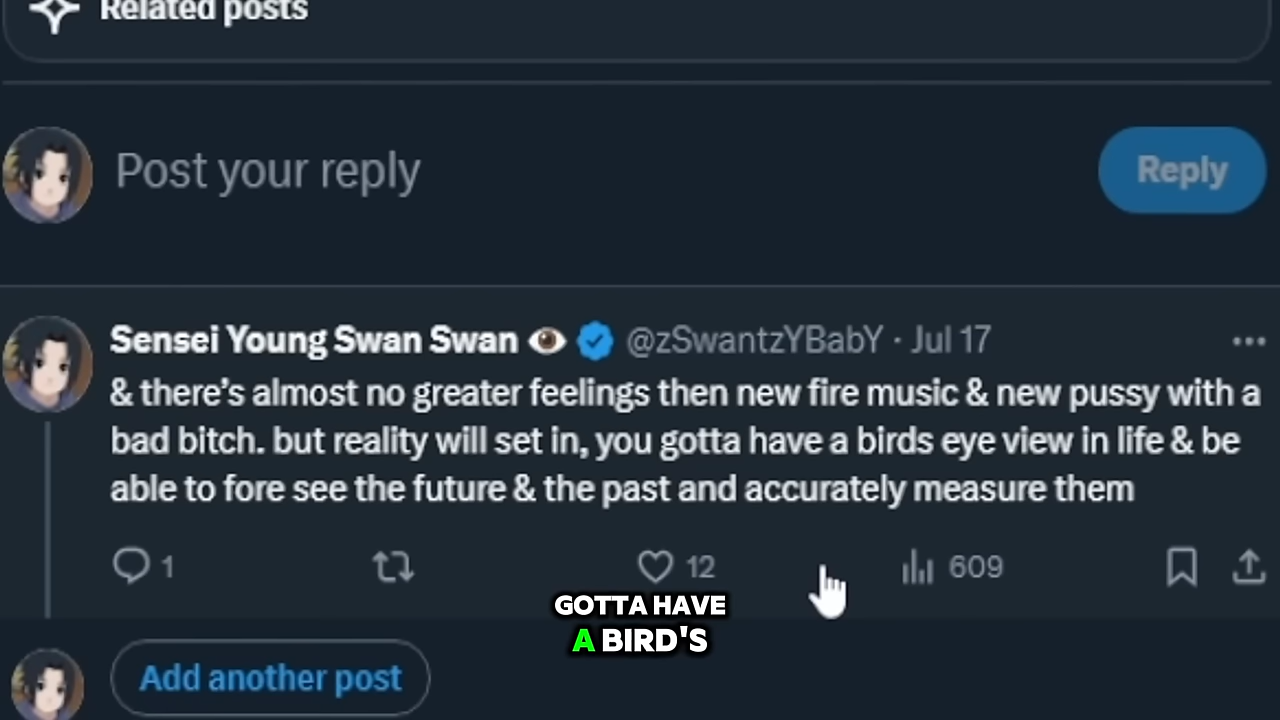 Related posts
Post your reply
Reply
Sensei Young Swan Swan 👁️ @zSwantzYBabY · Jul 17
& there's almost no greater feelings then new fire music & new pussy with a
bad bitch. but reality will set in, you gotta have a birds eye view in life & be
able to fore see the future & the past and accurately measure them
1 12 609
GOTTA HAVE
A BIRD'S
Add another post